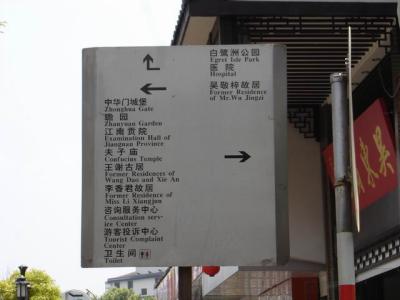 白鹭洲公园
Egret Isle Park
医 院
Hospital
吴敬梓故居
Former Residence
of Mr.Wu Jingzi
中华门城堡
Zhonghua Gate
瞻 园
Zhanyuan Garden
江南贡院
Examination Hall of
Jiangnan Province
夫子庙
Confucius Temple
王谢古居
Former Residences of
Wang Dao and Xie An
李香君故居
Former Residence of
Miss Li Xiangjun
咨询服务中心
Consultation serv-
ice Center
游客投诉中心
Tourist Complaint
Center
卫生间
Toilet